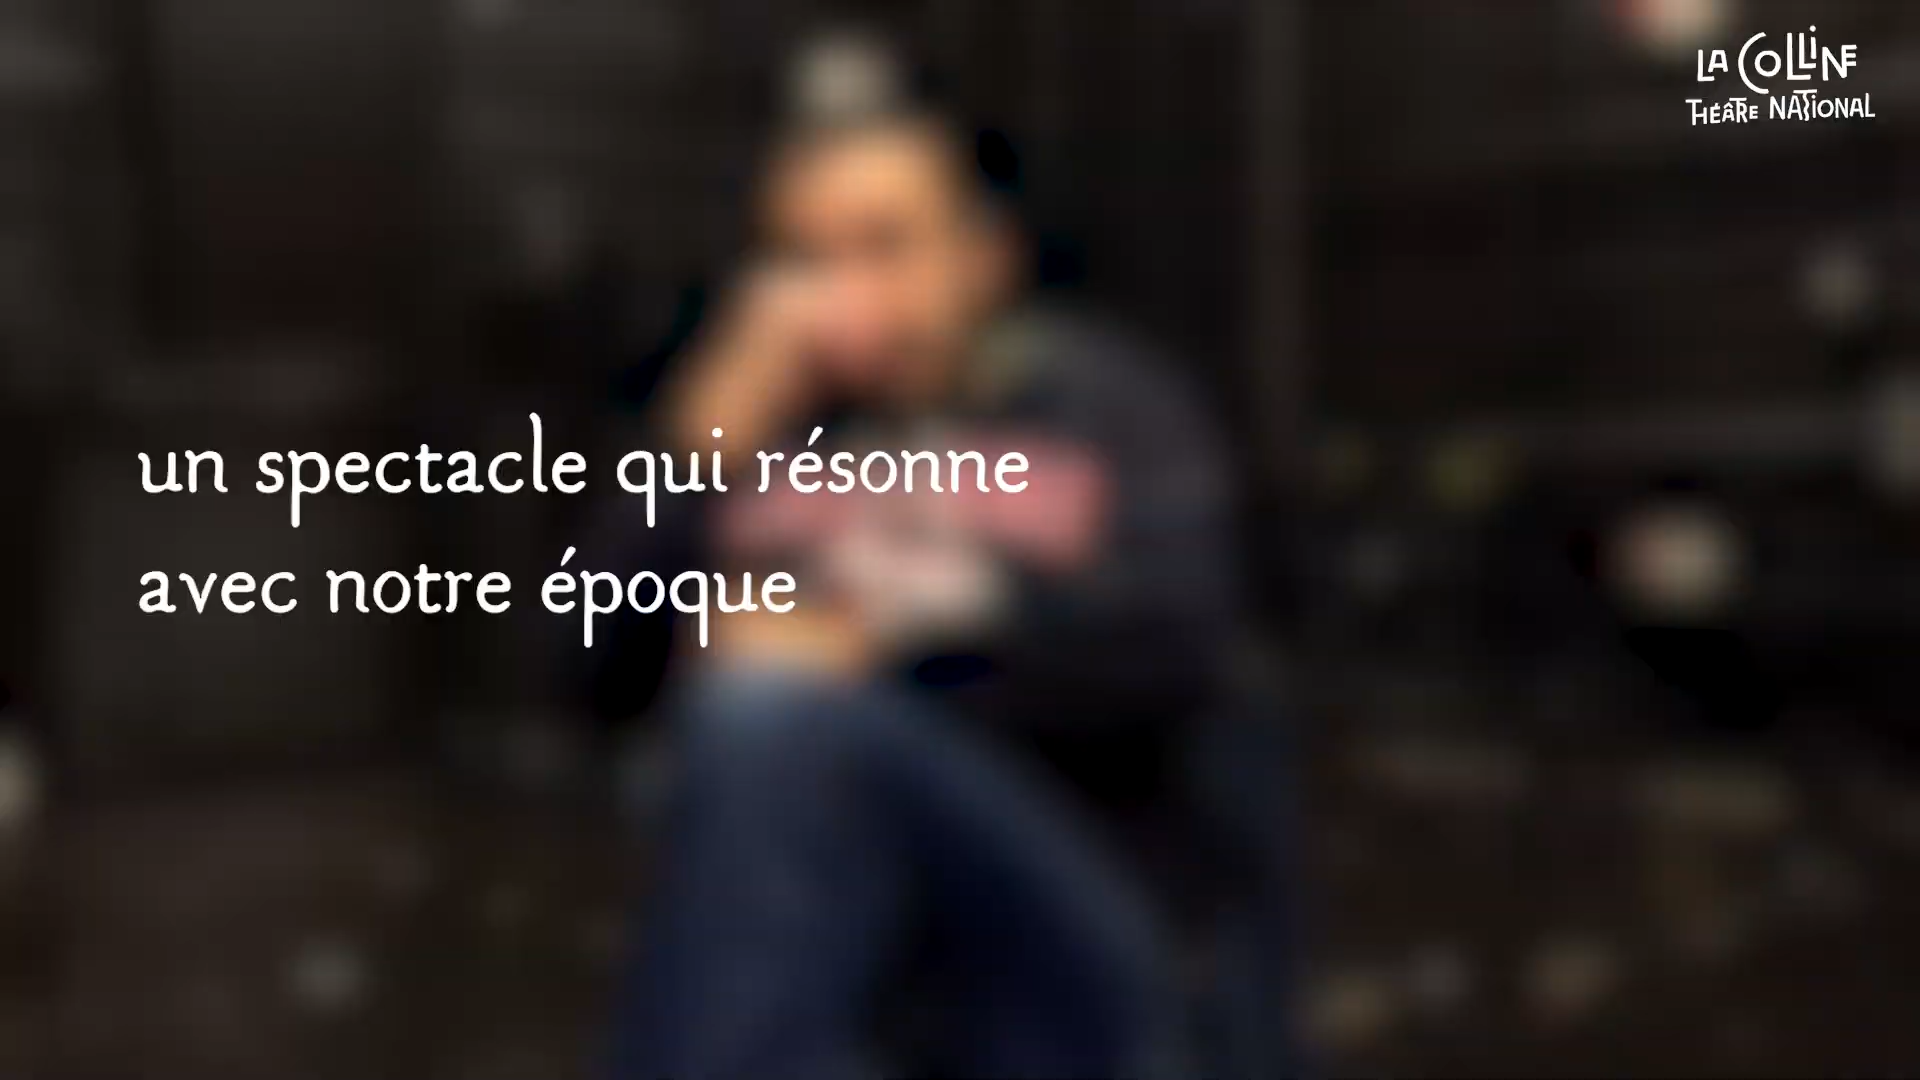 LA COLLINE
THÉÂTRE NATIONAL
un spectacle qui résonne
avec notre époque